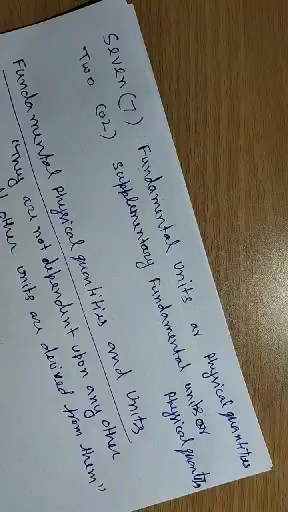 Seven (7) Fundamental units or physical quantities
Two (02) Supplementary Fundamental units or
physical quantities
Fundamental physical quantities and units
They are not dependent upon any other
other units are derived from them"